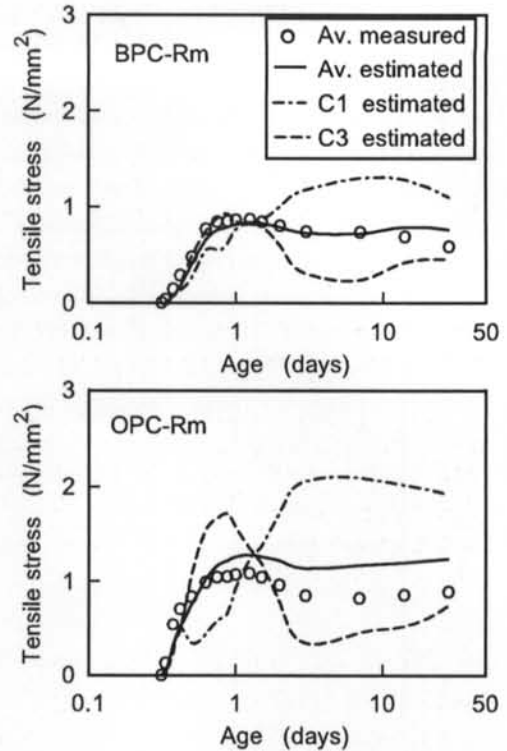 3
BPC-Rm
Av. measured
Av. estimated
C1 estimated
C3 estimated
2
1
0
Tensile stress (N/mm²)
0.1 1 10 50
Age (days)
3
OPC-Rm
2
1
0
Tensile stress (N/mm²)
0.1 1 10 50
Age (days)